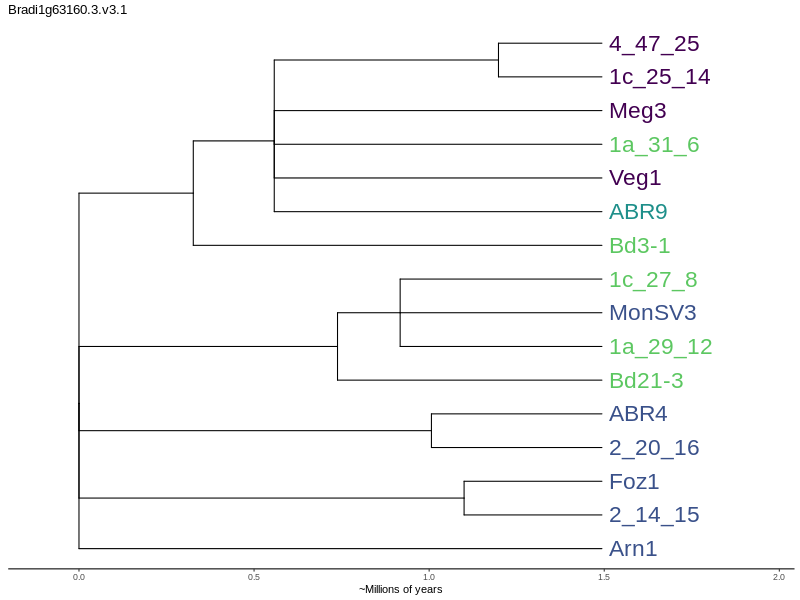 Bradi1g63160.3.v3.1
4_47_25
1c_25_14
Meg3
1a_31_6
Veg1
ABR9
Bd3-1
1c_27_8
MonSV3
1a_29_12
Bd21-3
ABR4
2_20_16
Foz1
2_14_15
Arn1
0.0 0.5 1.0 1.5 2.0
~Millions of years